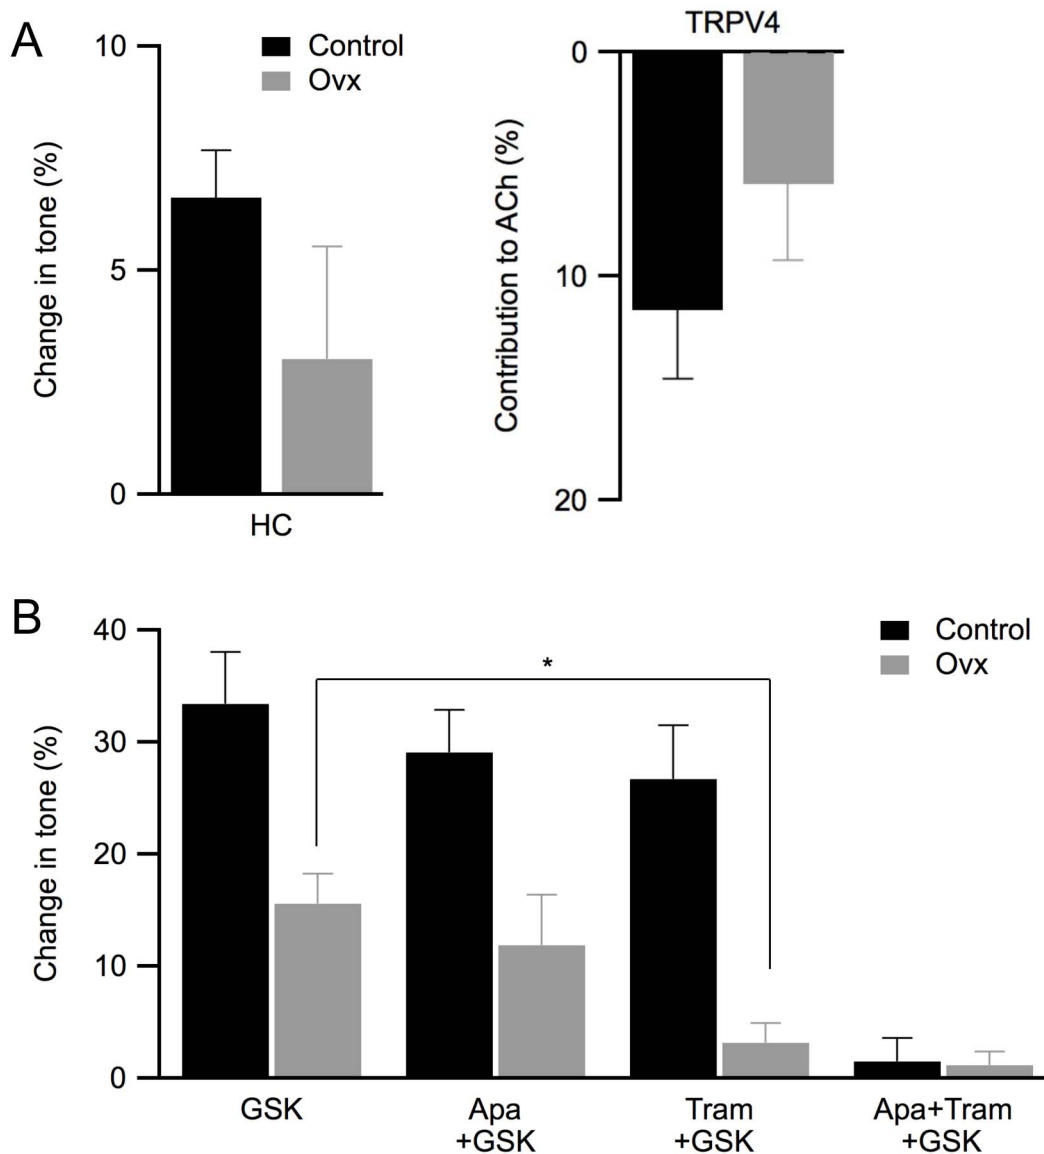 A
Control
Ovx
10
5
0
Change in tone (%)
HC
TRPV4
0
10
20
Contribution to ACh (%)
B
Control
Ovx
40
30
20
10
0
Change in tone (%)
*
GSK
Apa
+GSK
Tram
+GSK
Apa+Tram
+GSK